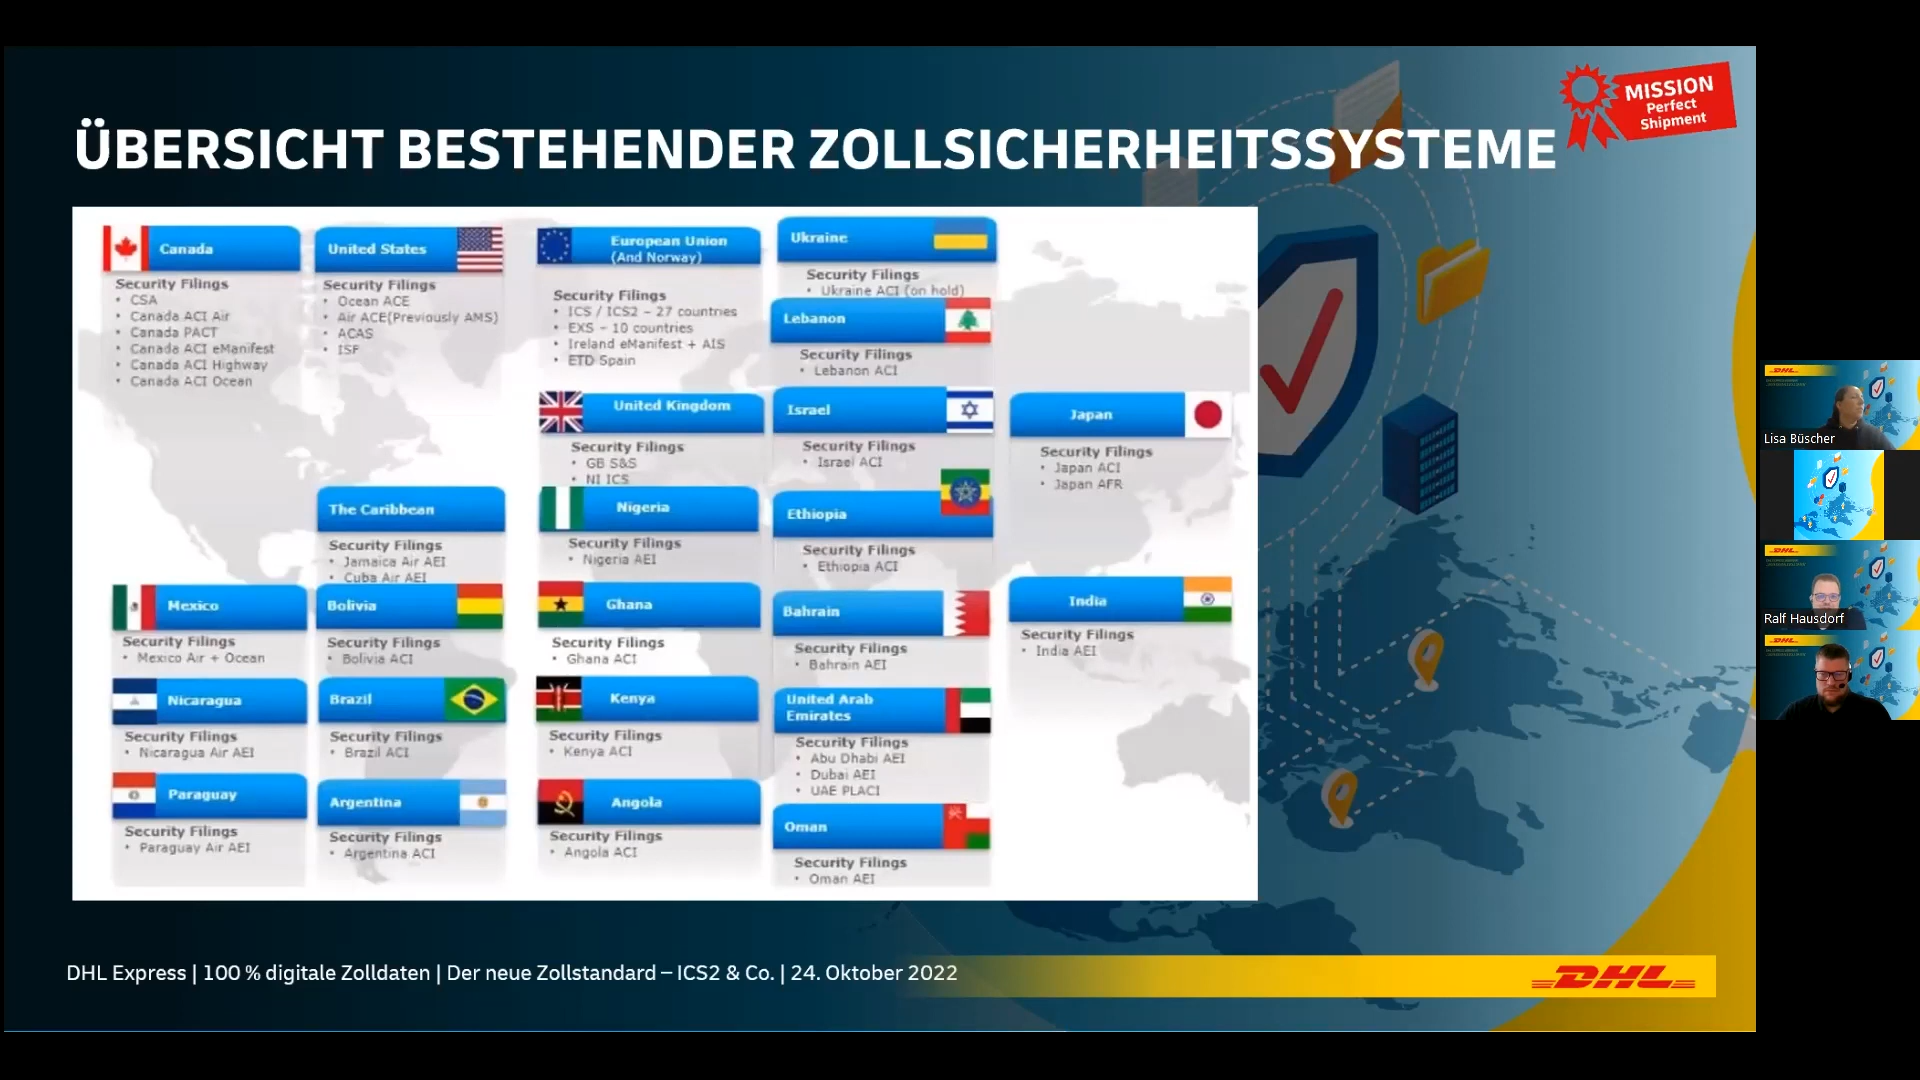 MISSION
Perfect
Shipment
ÜBERSICHT BESTEHENDER ZOLLSICHERHEITSSYSTEME
Canada
Security Filings
• CSA
• Canada ACI Air
• Canada PACT
• Canada ACI eManifest
• Canada ACI Highway
• Canada ACI Ocean
United States
Security Filings
• Ocean ACE
• Air ACE(Previously AMS)
• ACAS
• ISF
European Union
(And Norway)
Security Filings
• ICS / ICS2 – 27 countries
• EXS – 10 countries
• Ireland eManifest + AIS
• ETD Spain
Ukraine
Security Filings
• Ukraine ACI (on hold)
Lebanon
Security Filings
• Lebanon ACI
United Kingdom
Security Filings
• GB S&S
• NI ICS
Israel
Security Filings
• Israel ACI
Japan
Security Filings
• Japan ACI
• Japan AFR
The Caribbean
Security Filings
• Jamaica Air AEI
• Cuba Air AEI
Nigeria
Security Filings
• Nigeria AEI
Ethiopia
Security Filings
• Ethiopia ACI
Mexico
Security Filings
• Mexico Air + Ocean
Bolivia
Security Filings
• Bolivia ACI
Ghana
Security Filings
• Ghana ACI
Bahrain
Security Filings
• Bahrain AEI
India
Security Filings
• India AEI
Nicaragua
Security Filings
• Nicaragua Air AEI
Brazil
Security Filings
• Brazil ACI
Kenya
Security Filings
• Kenya ACI
United Arab
Emirates
Security Filings
• Abu Dhabi AEI
• Dubai AEI
• UAE PLACI
Paraguay
Security Filings
• Paraguay Air AEI
Argentina
Security Filings
• Argentina ACI
Angola
Security Filings
• Angola ACI
Oman
Security Filings
• Oman AEI
DHL Express | 100 % digitale Zolldaten | Der neue Zollstandard – ICS2 & Co. | 24. Oktober 2022
DHL
DHL
Lisa Büscher
DHL
Ralf Hausdorf
DHL